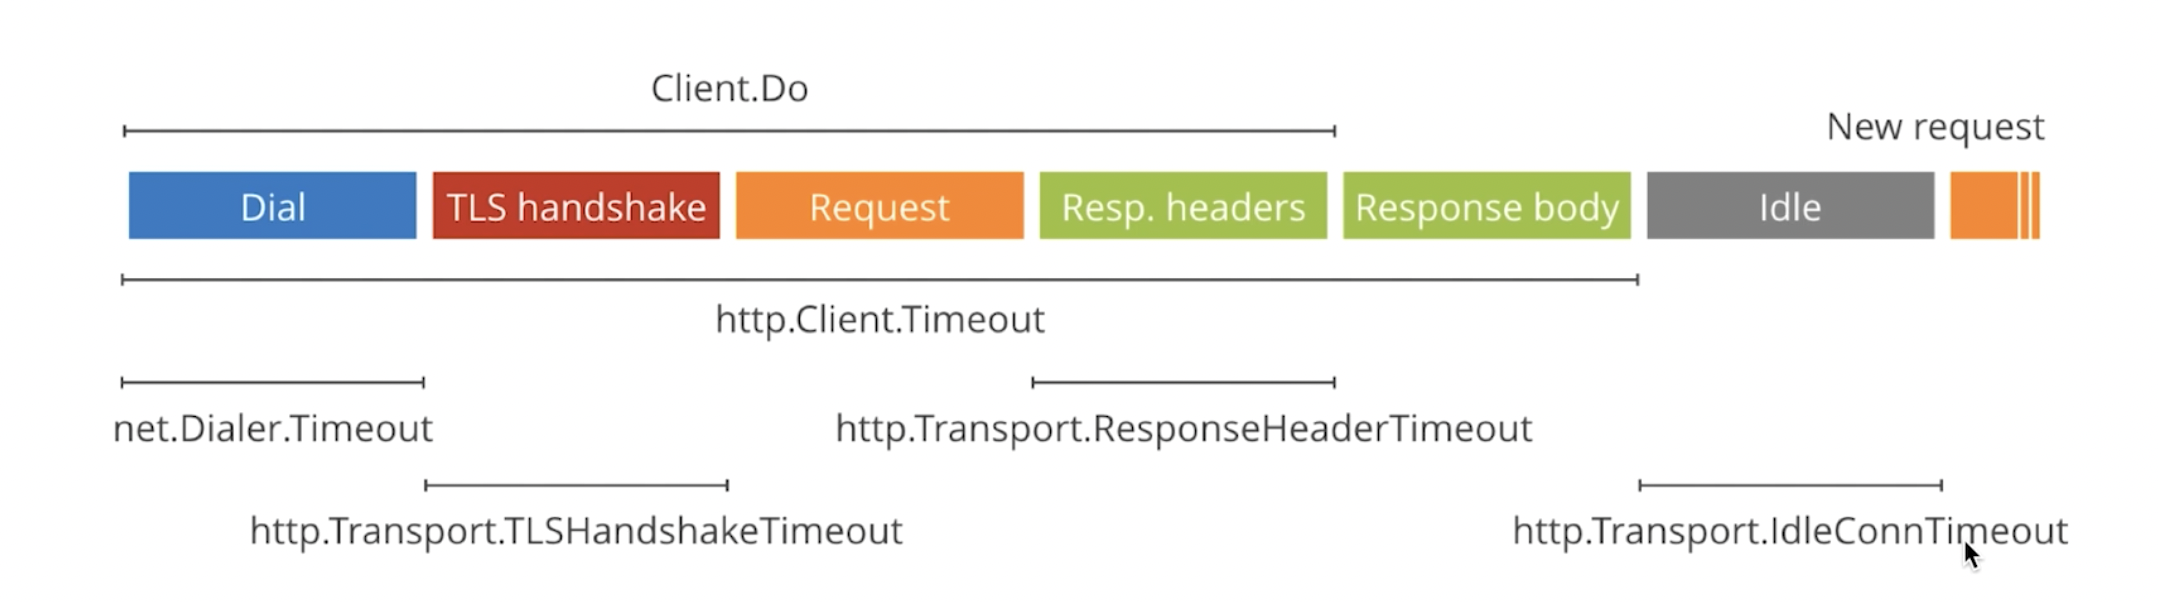 Client.Do
New request
Dial
TLS handshake
Request
Resp. headers
Response body
Idle
http.Client.Timeout
net.Dialer.Timeout
http.Transport.ResponseHeaderTimeout
http.Transport.TLSHandshakeTimeout
http.Transport.IdleConnTimeout